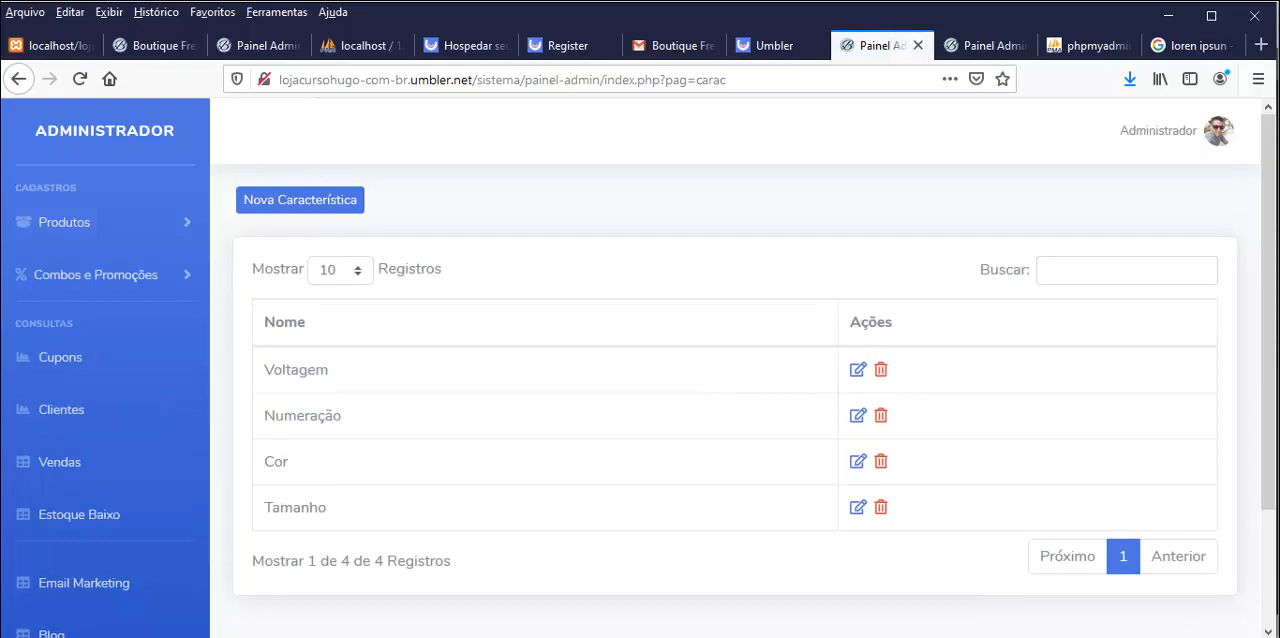 Arquivo Editar Exibir Histórico Favoritos Ferramentas Ajuda
localhost/loj Boutique Fre Painel Admi localhost / 1 Hospedar se Register Boutique Fre Umbler Painel Ad Painel Admi phpmyadmi loren ipsun -
lojacursohugo-com-br.umbler.net/sistema/painel-admin/index.php?pag=carac
ADMINISTRADOR
Administrador
CADASTROS
Nova Característica
Produtos
Combos e Promoções
Mostrar 10 Registros
Buscar:
CONSULTAS
Nome Ações
Cupons
Voltagem
Clientes
Numeração
Vendas
Cor
Estoque Baixo
Tamanho
Mostrar 1 de 4 de 4 Registros
Próximo 1 Anterior
Email Marketing
Blog